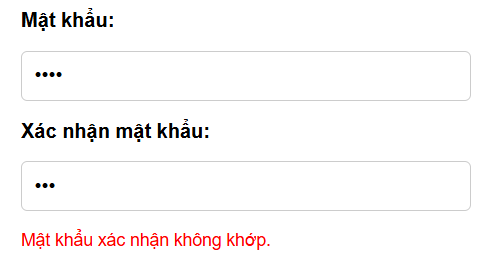 Mật khẩu:
••••
Xác nhận mật khẩu:
•••
Mật khẩu xác nhận không khớp.